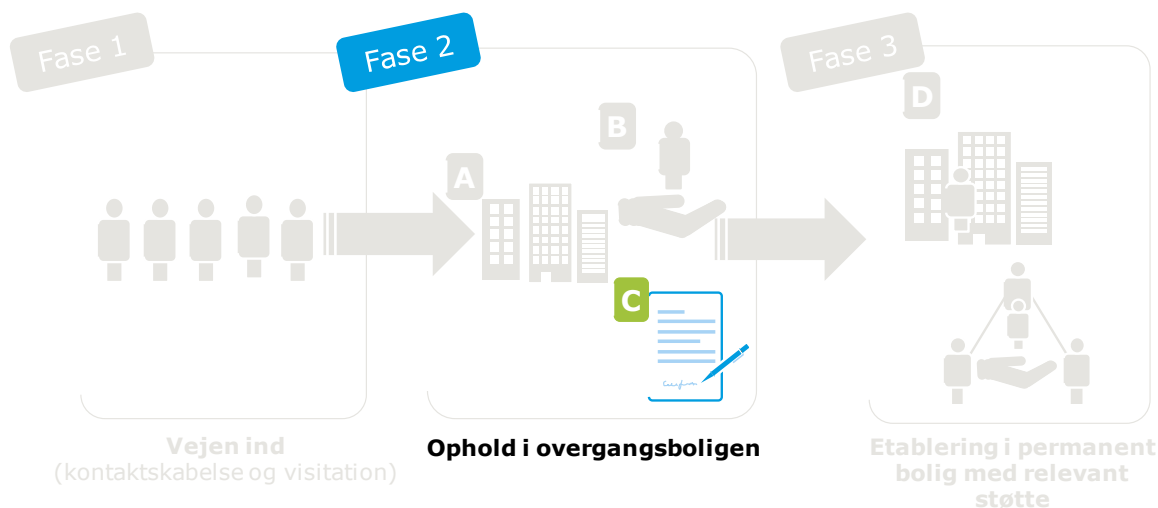 Fase 1
Fase 2
Fase 3
A
B
C
D
Vejen ind
(kontaktskabelse og visitation)
Ophold i overgangsboligen
Etablering i permanent
bolig med relevant
støtte